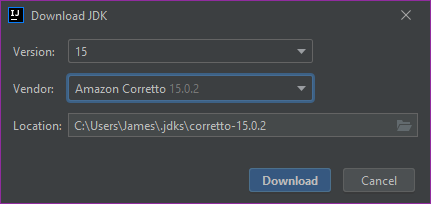 IJ Download JDK
Version: 15
Vendor: Amazon Corretto 15.0.2
Location: C:\Users\James\.jdks\corretto-15.0.2
Download Cancel